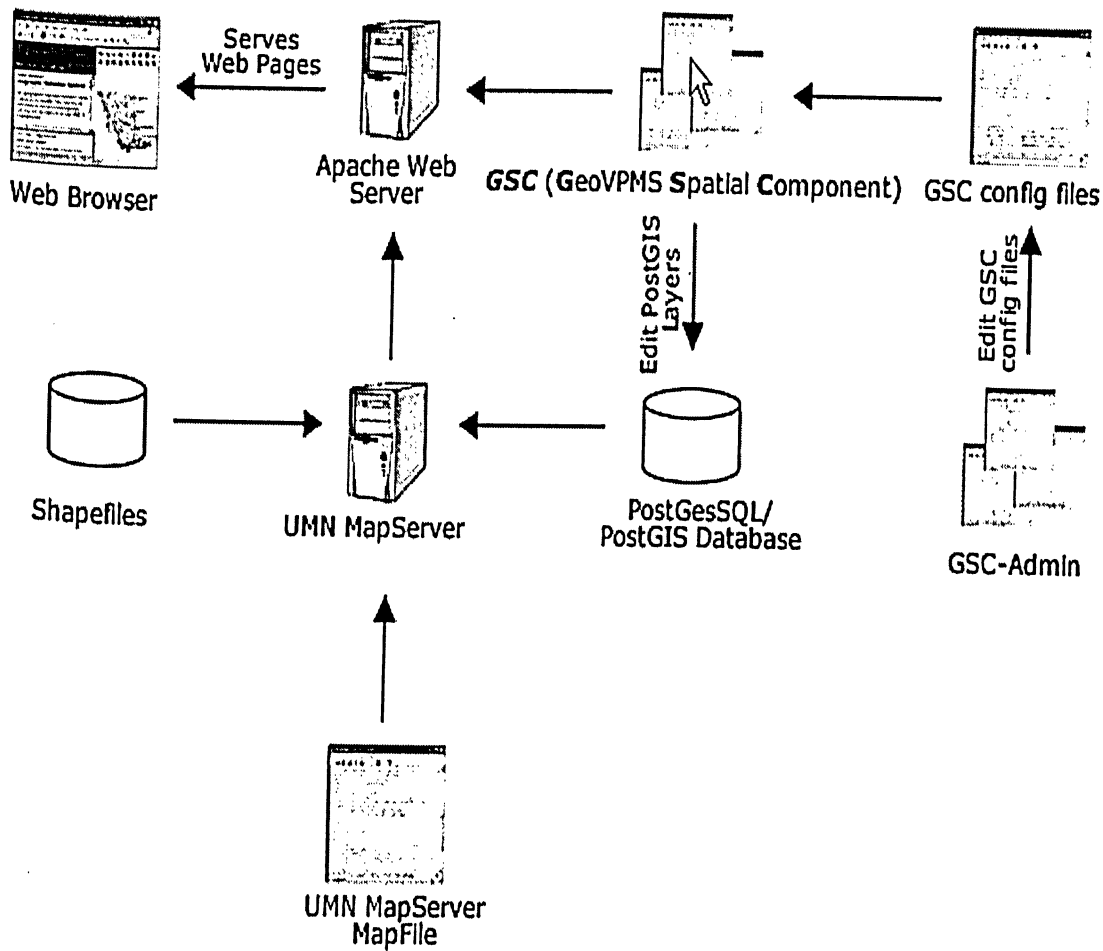 Serves
Web Pages
Web Browser
Apache Web
Server
GSC (GeoVPMS Spatial Component)
GSC config files
Edit PostGIS
Layers
Edit GSC
config files
Shapefiles
UMN MapServer
PostGesSQL/
PostGIS Database
GSC-Admin
UMN MapServer
MapFile